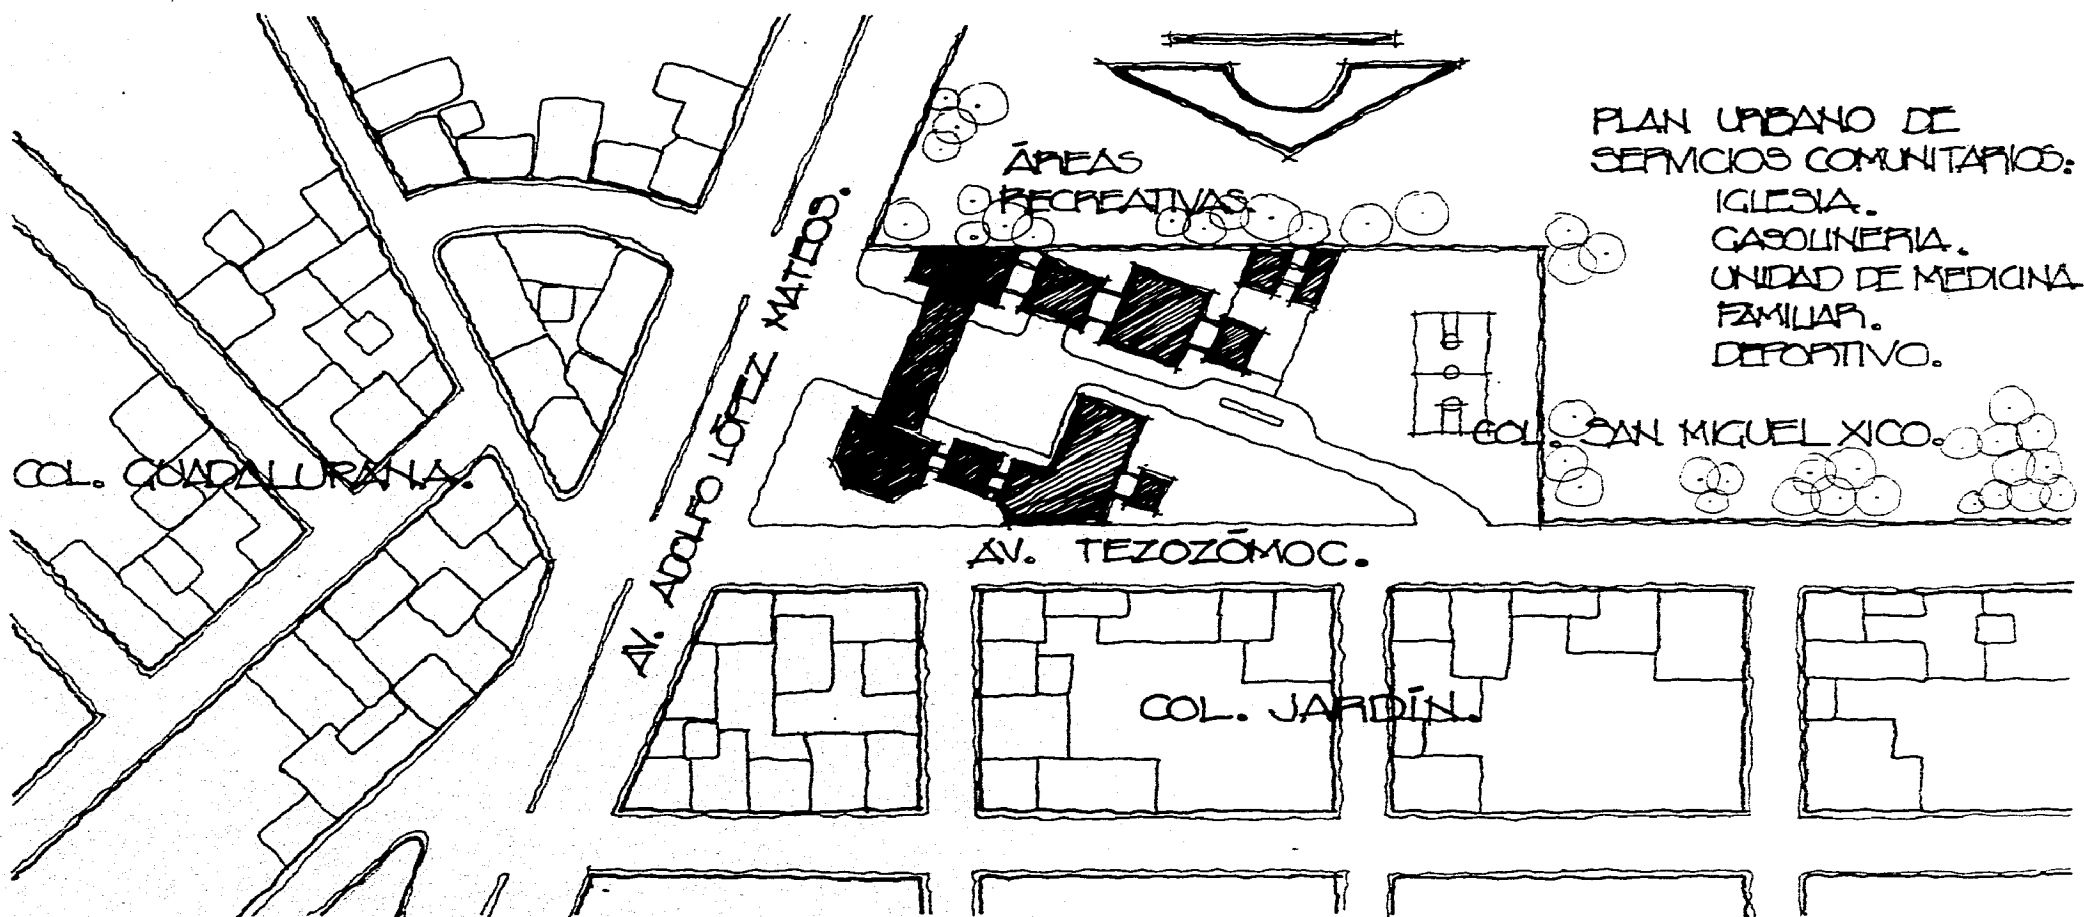 ÁREAS
RECREATIVAS.
PLAN URBANO DE
SERVICIOS COMUNITARIOS:
IGLESIA.
GASOLINERIA.
UNIDAD DE MEDICINA
FAMILIAR.
DEPORTIVO.
AV. ADOLFO LÓPEZ MATEOS.
COL. SAN MIGUEL XICO.
COL. GUADALURANA.
AV. TEZOZÓMOC.
COL. JARDÍN.